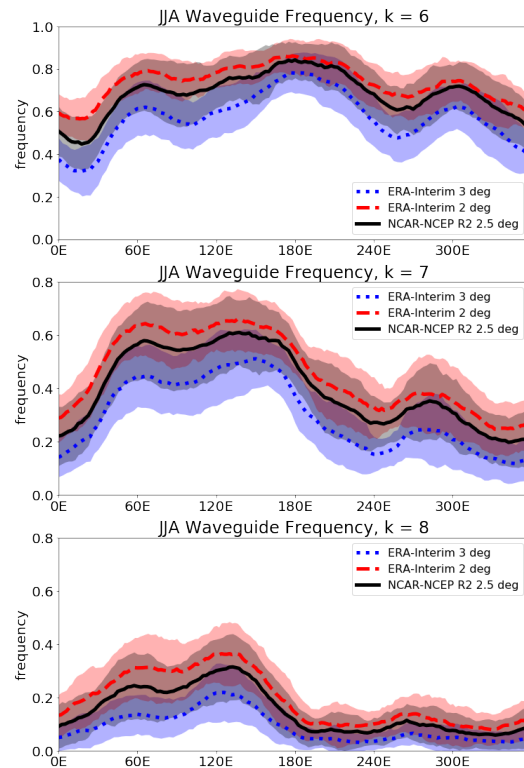 JJA Waveguide Frequency, k = 6
1.0
0.8
0.6
0.4
0.2
0.0
frequency
ERA-Interim 3 deg
ERA-Interim 2 deg
NCAR-NCEP R2 2.5 deg
0E 60E 120E 180E 240E 300E
JJA Waveguide Frequency, k = 7
0.8
0.6
0.4
0.2
0.0
frequency
ERA-Interim 3 deg
ERA-Interim 2 deg
NCAR-NCEP R2 2.5 deg
0E 60E 120E 180E 240E 300E
JJA Waveguide Frequency, k = 8
0.8
0.6
0.4
0.2
0.0
frequency
ERA-Interim 3 deg
ERA-Interim 2 deg
NCAR-NCEP R2 2.5 deg
0E 60E 120E 180E 240E 300E